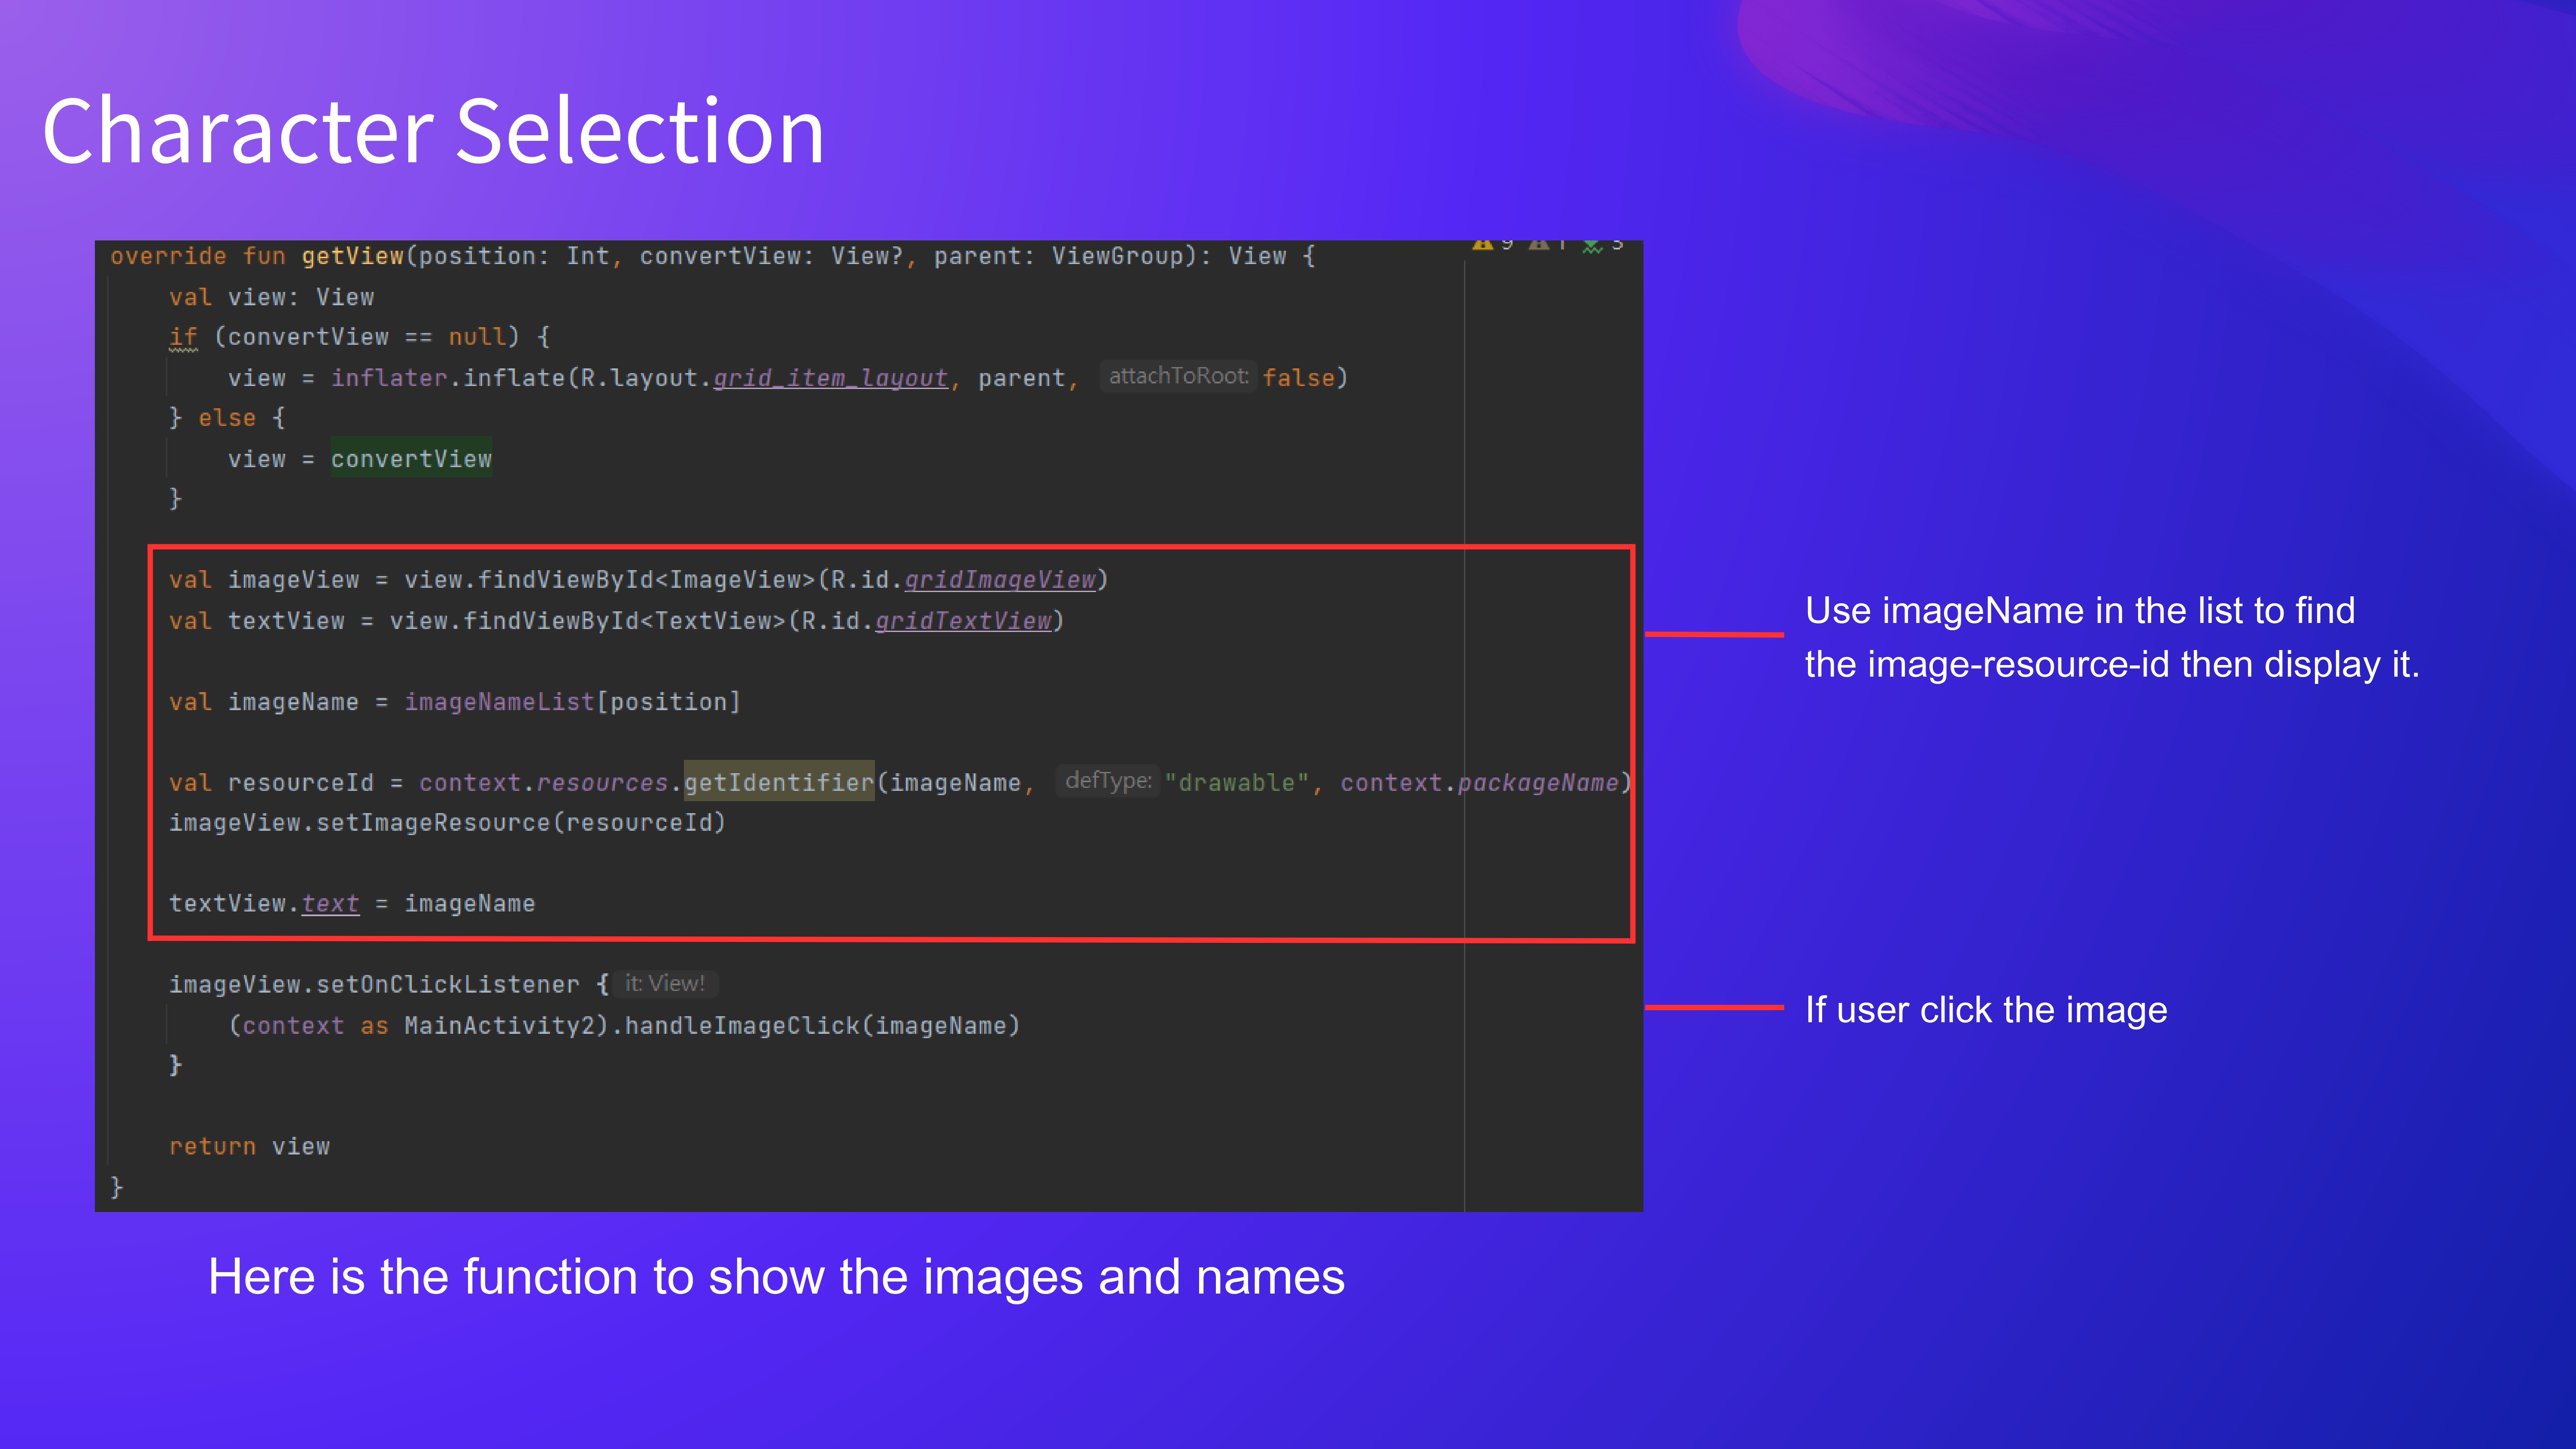 Character Selection
9 1 3
override fun getView(position: Int, convertView: View?, parent: ViewGroup): View {
val view: View
if (convertView == null) {
view = inflater.inflate(R.layout.grid_item_layout, parent, attachToRoot: false)
} else {
view = convertView
}
val imageView = view.findViewById<ImageView>(R.id.gridImageView)
val textView = view.findViewById<TextView>(R.id.gridTextView)
val imageName = imageNameList[position]
val resourceId = context.resources.getIdentifier(imageName, defType: "drawable", context.packageName)
imageView.setImageResource(resourceId)
textView.text = imageName
imageView.setOnClickListener { it: View!
(context as MainActivity2).handleImageClick(imageName)
}
return view
}
Use imageName in the list to find
the image-resource-id then display it.
If user click the image
Here is the function to show the images and names